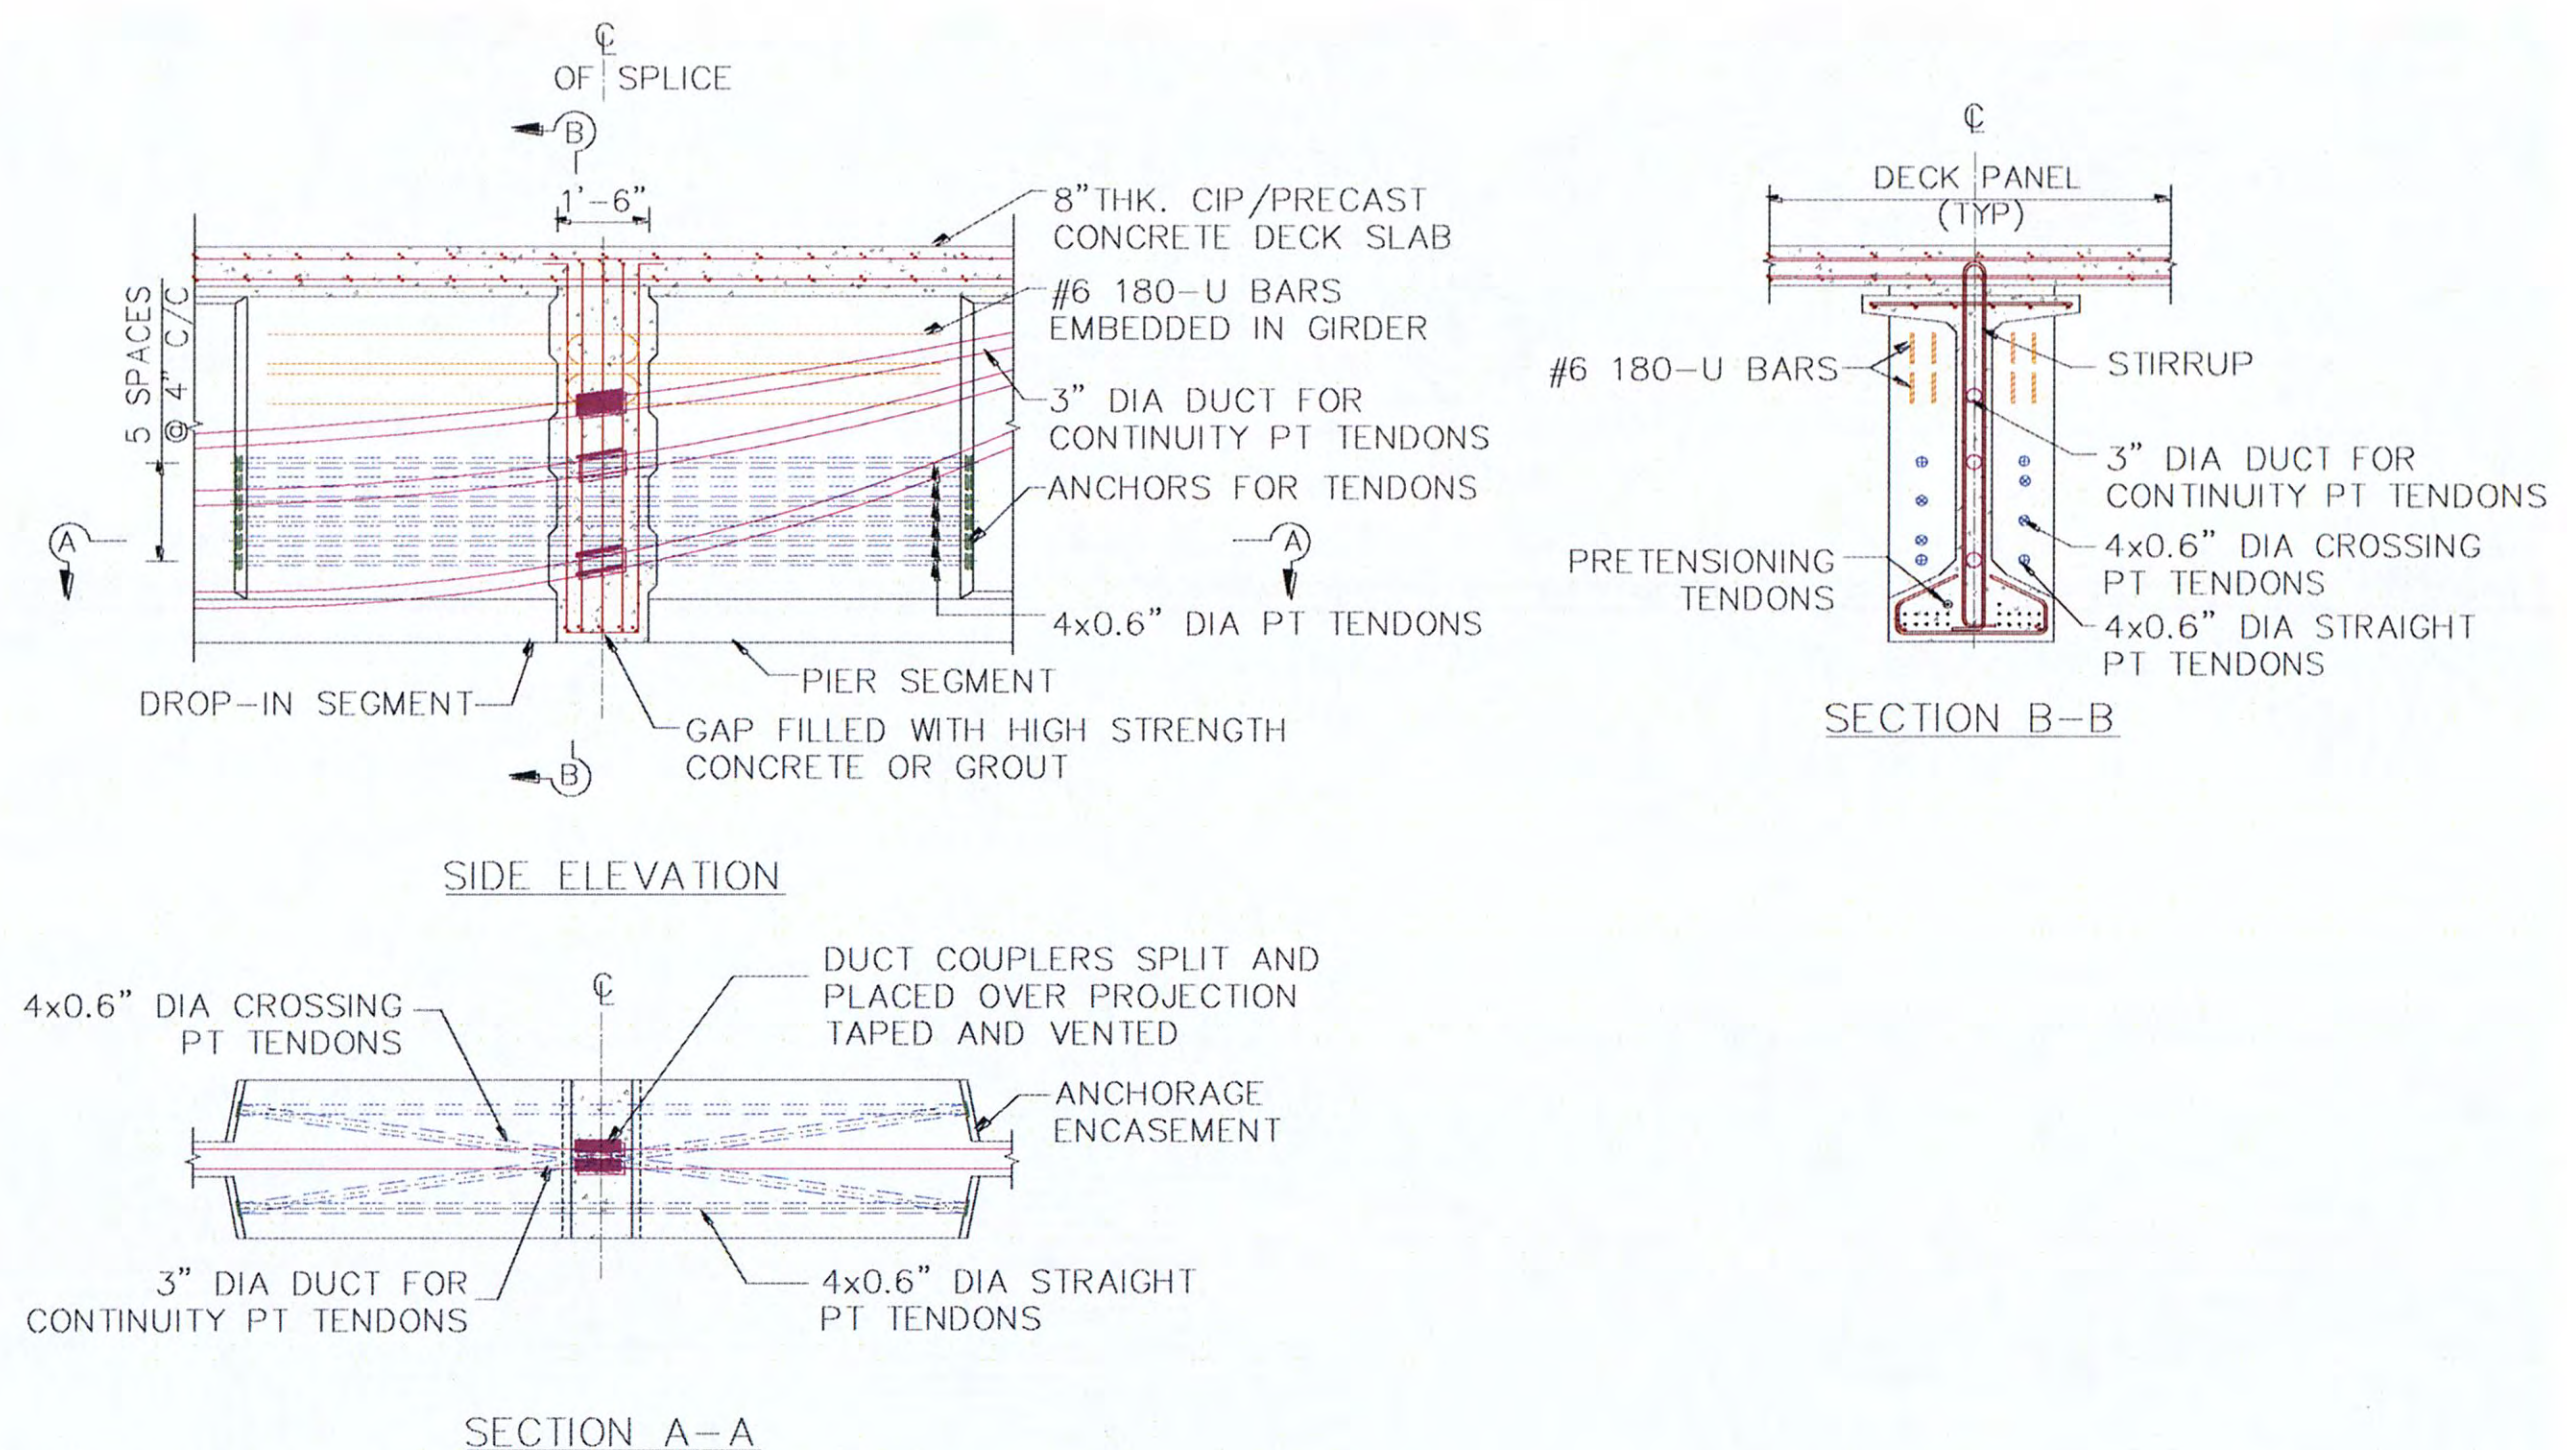 ℄
OF SPLICE
B
1'-6"
8"THK. CIP/PRECAST
CONCRETE DECK SLAB
#6 180-U BARS
EMBEDDED IN GIRDER
3" DIA DUCT FOR
CONTINUITY PT TENDONS
ANCHORS FOR TENDONS
A
4x0.6" DIA PT TENDONS
5 SPACES
@ 4" C/C
A
PIER SEGMENT
DROP-IN SEGMENT
GAP FILLED WITH HIGH STRENGTH
CONCRETE OR GROUT
B
SIDE ELEVATION
℄
DECK PANEL
(TYP)
#6 180-U BARS
STIRRUP
3" DIA DUCT FOR
CONTINUITY PT TENDONS
PRETENSIONING
TENDONS
4x0.6" DIA CROSSING
PT TENDONS
4x0.6" DIA STRAIGHT
PT TENDONS
SECTION B-B
℄
DUCT COUPLERS SPLIT AND
PLACED OVER PROJECTION
TAPED AND VENTED
4x0.6" DIA CROSSING
PT TENDONS
ANCHORAGE
ENCASEMENT
3" DIA DUCT FOR
CONTINUITY PT TENDONS
4x0.6" DIA STRAIGHT
PT TENDONS
SECTION A-A